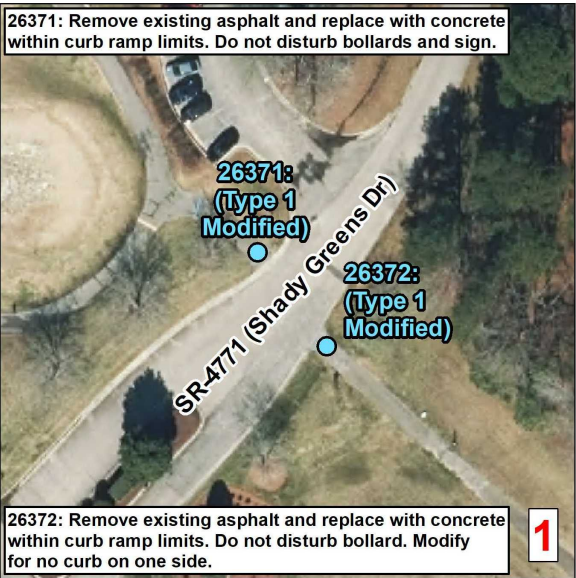 26371: Remove existing asphalt and replace with concrete
within curb ramp limits. Do not disturb bollards and sign.
26371:
(Type 1
Modified)
SR-4771 (Shady Greens Dr)
26372:
(Type 1
Modified)
26372: Remove existing asphalt and replace with concrete
within curb ramp limits. Do not disturb bollard. Modify
for no curb on one side.
1